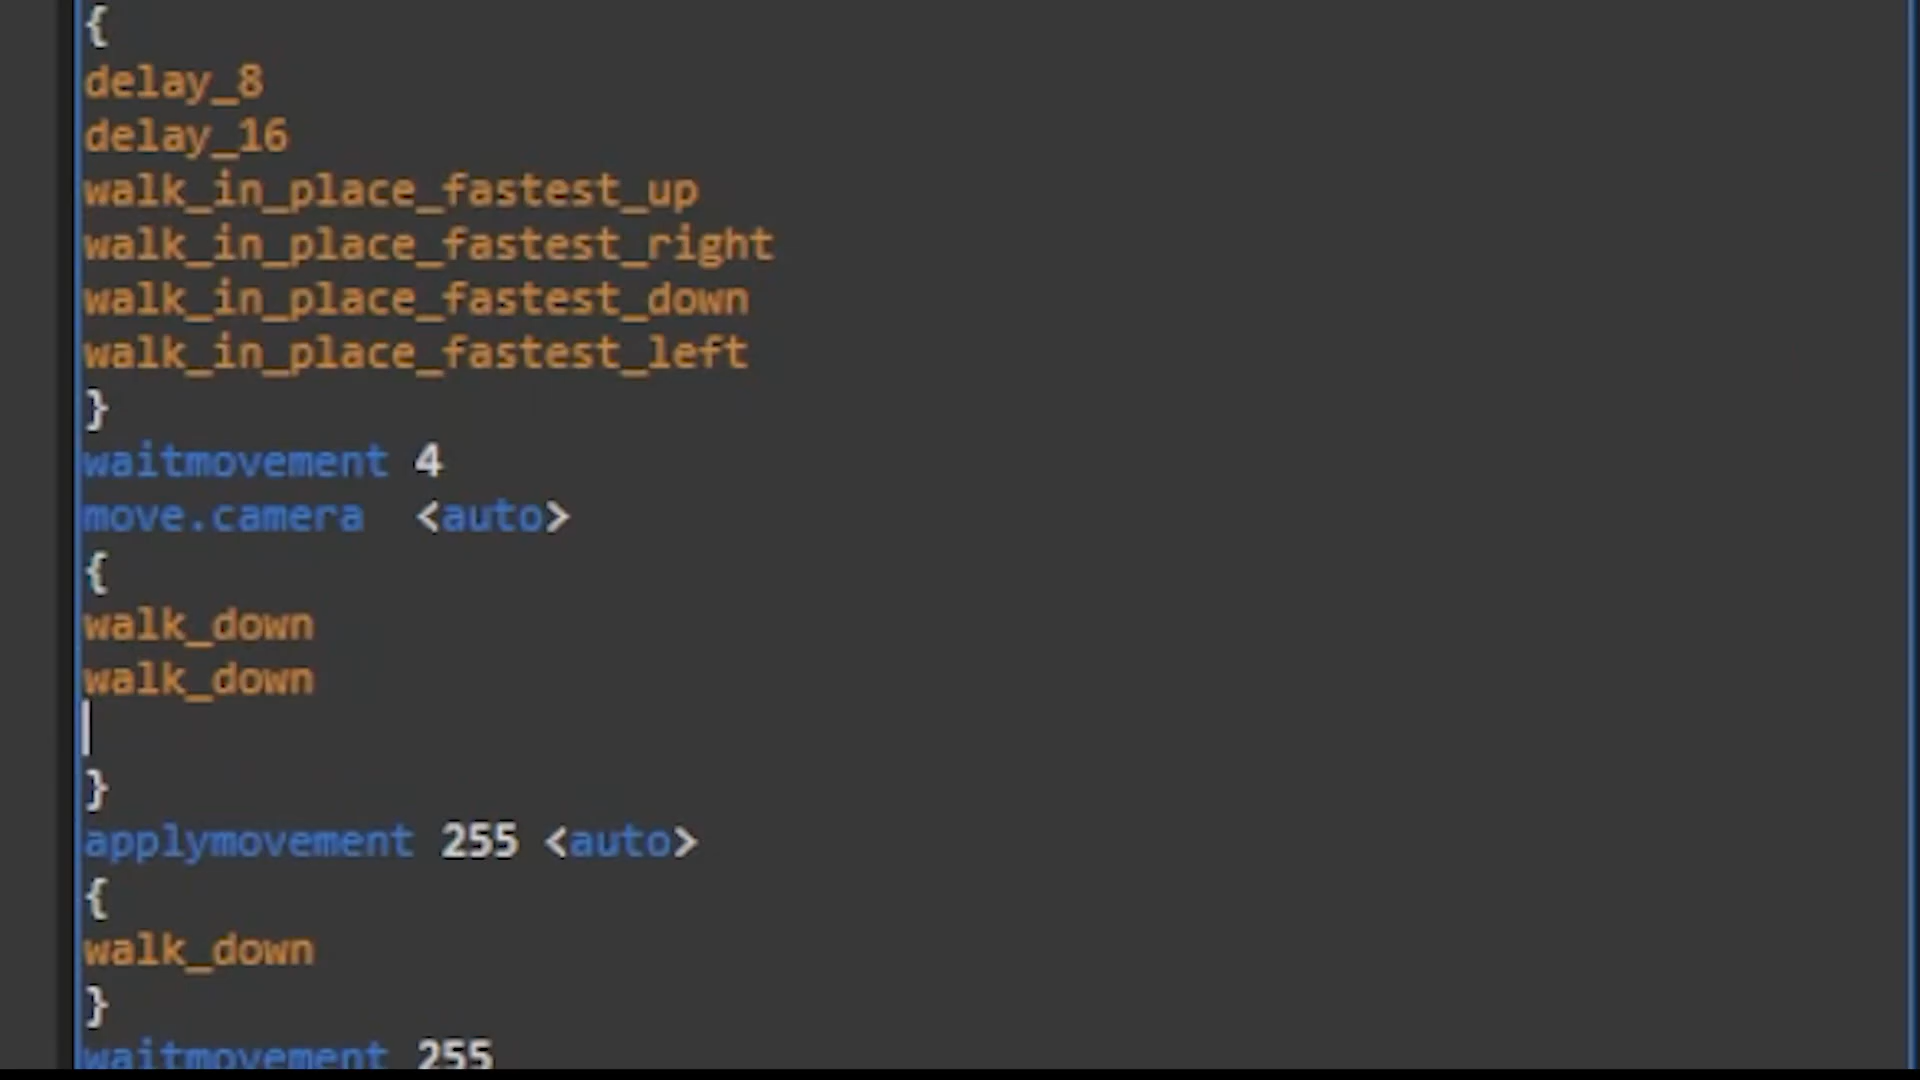 {
delay_8
delay_16
walk_in_place_fastest_up
walk_in_place_fastest_right
walk_in_place_fastest_down
walk_in_place_fastest_left
}
waitmovement 4
move.camera  <auto>
{
walk_down
walk_down
}
applymovement 255 <auto>
{
walk_down
}
waitmovement 255